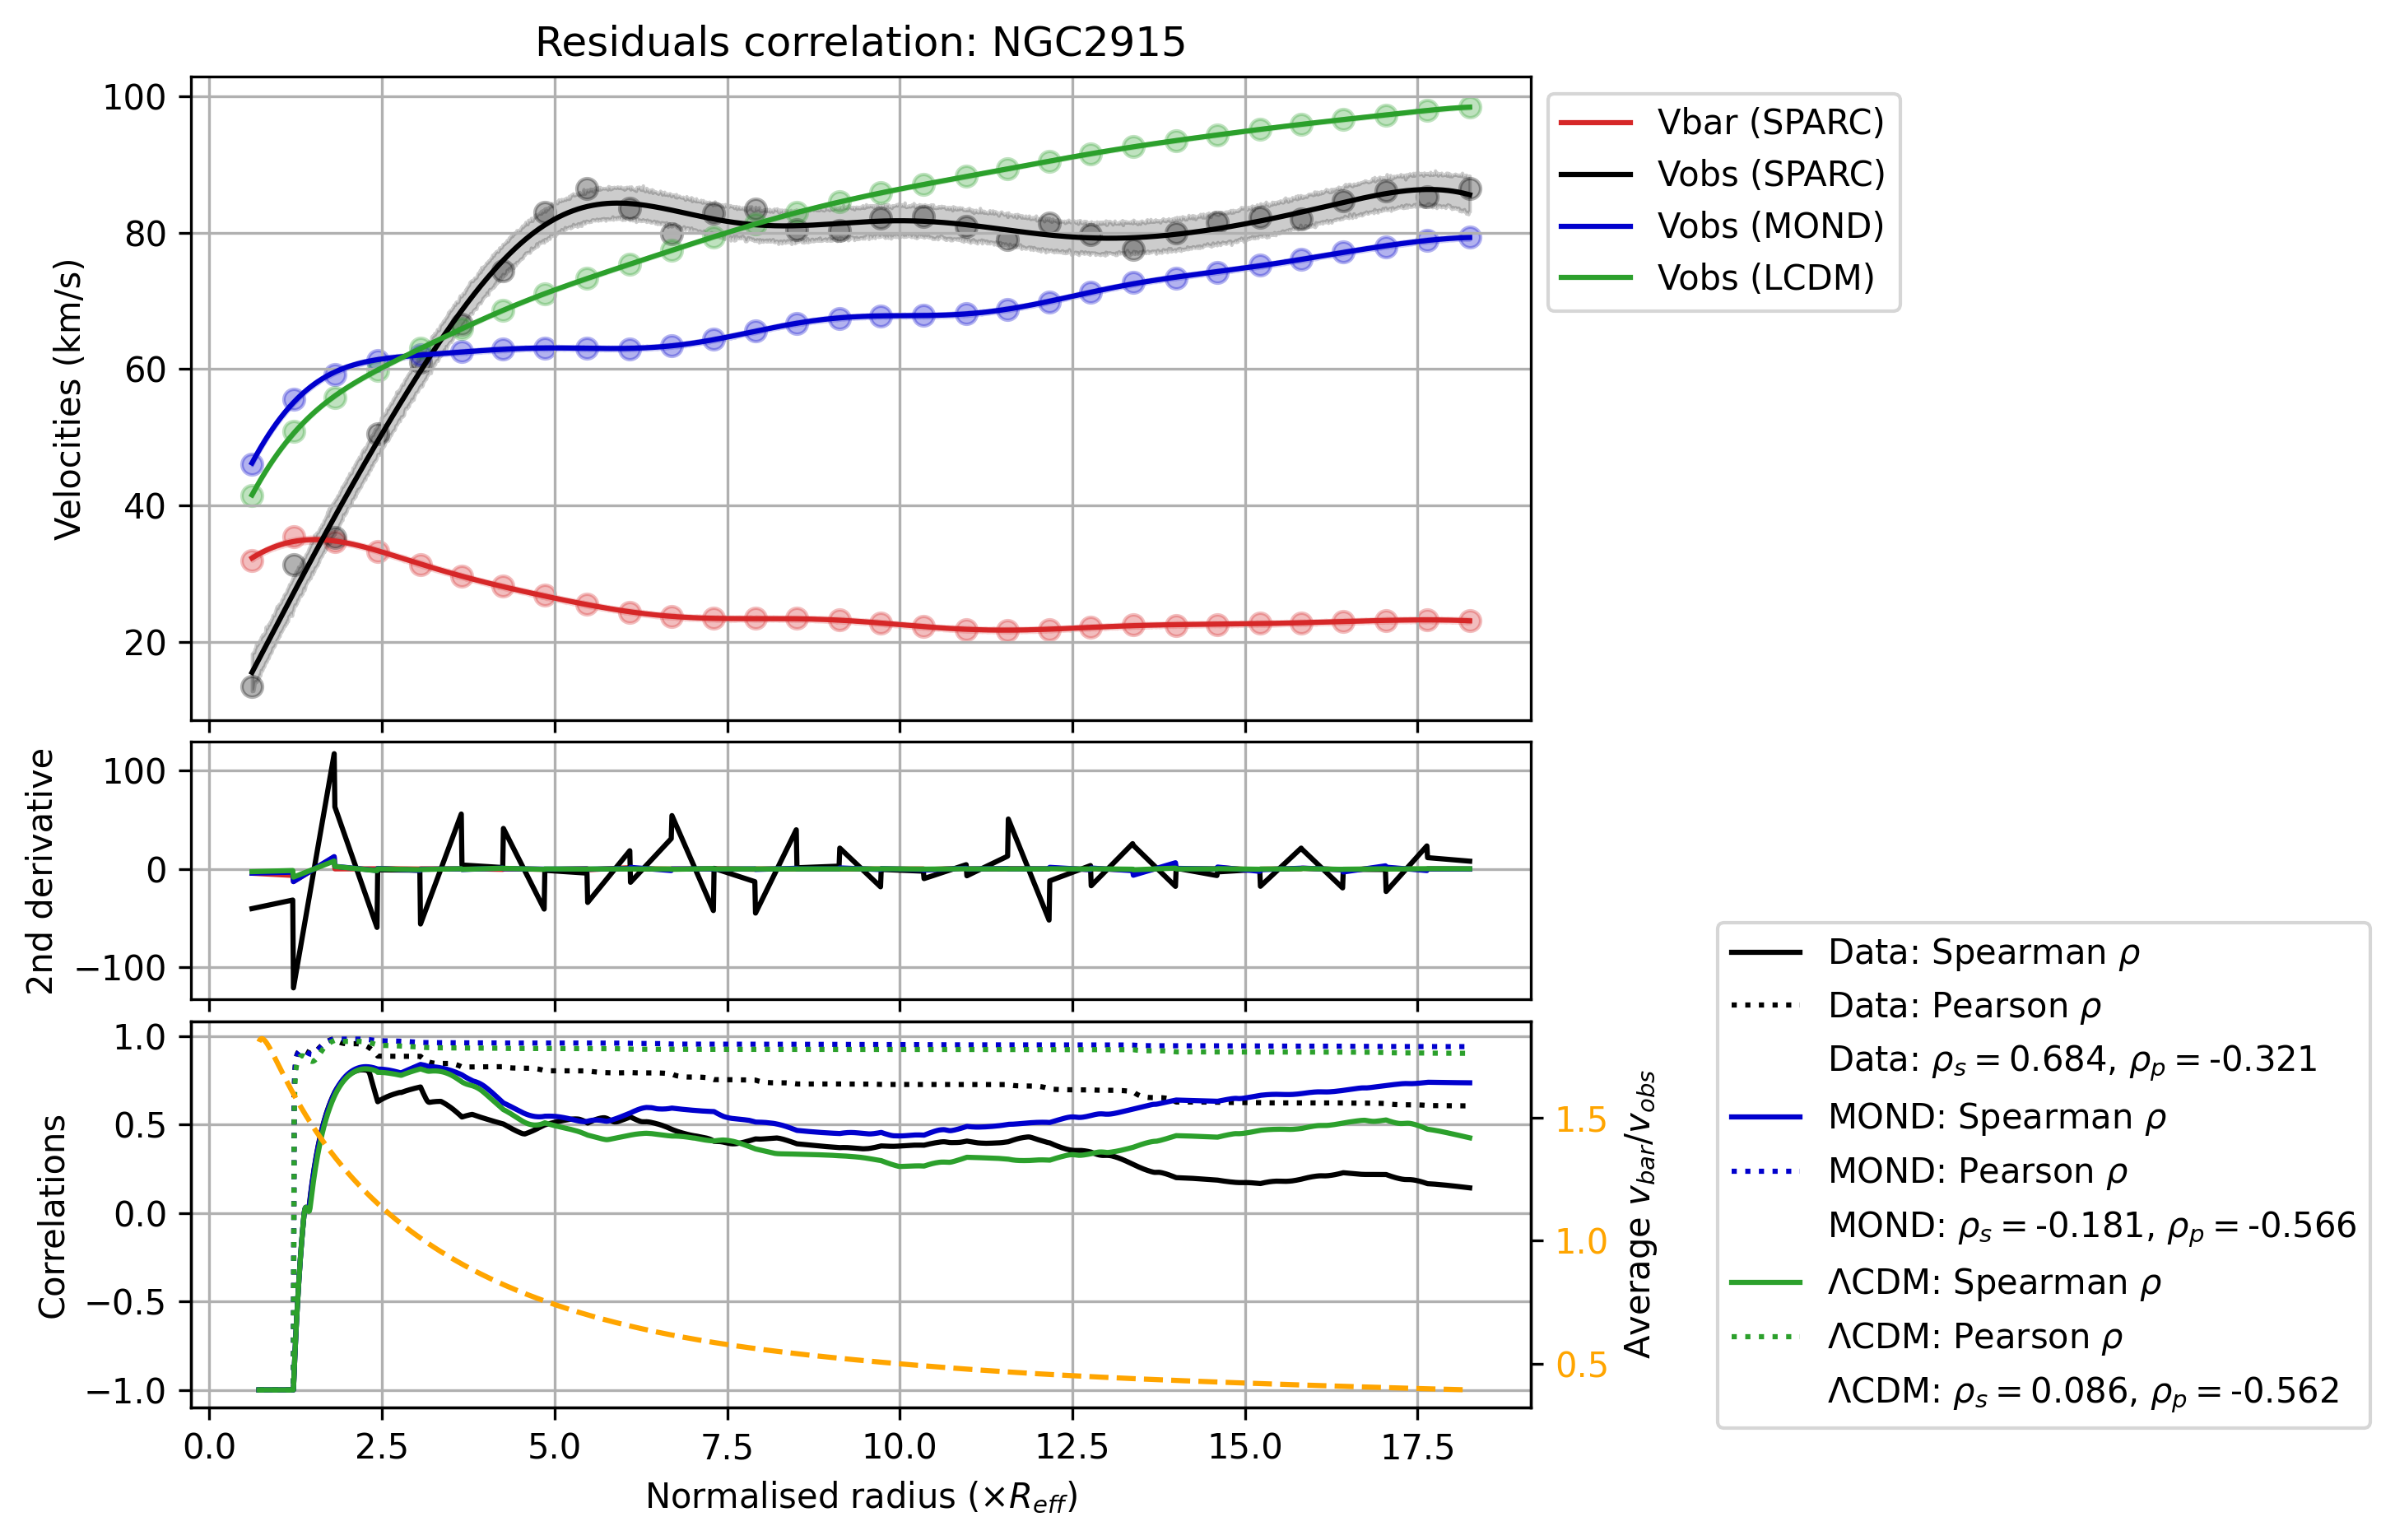 Residuals correlation: NGC2915
Velocities (km/s)
100
80
60
40
20
Vbar (SPARC)
Vobs (SPARC)
Vobs (MOND)
Vobs (LCDM)
2nd derivative
100
0
−100
Correlations
1.0
0.5
0.0
−0.5
−1.0
1.5
1.0
0.5
Average v_bar/v_obs
0.0 2.5 5.0 7.5 10.0 12.5 15.0 17.5
Normalised radius (×R_eff)
Data: Spearman ρ
Data: Pearson ρ
Data: ρ_s = 0.684, ρ_p = -0.321
MOND: Spearman ρ
MOND: Pearson ρ
MOND: ρ_s = -0.181, ρ_p = -0.566
ΛCDM: Spearman ρ
ΛCDM: Pearson ρ
ΛCDM: ρ_s = 0.086, ρ_p = -0.562